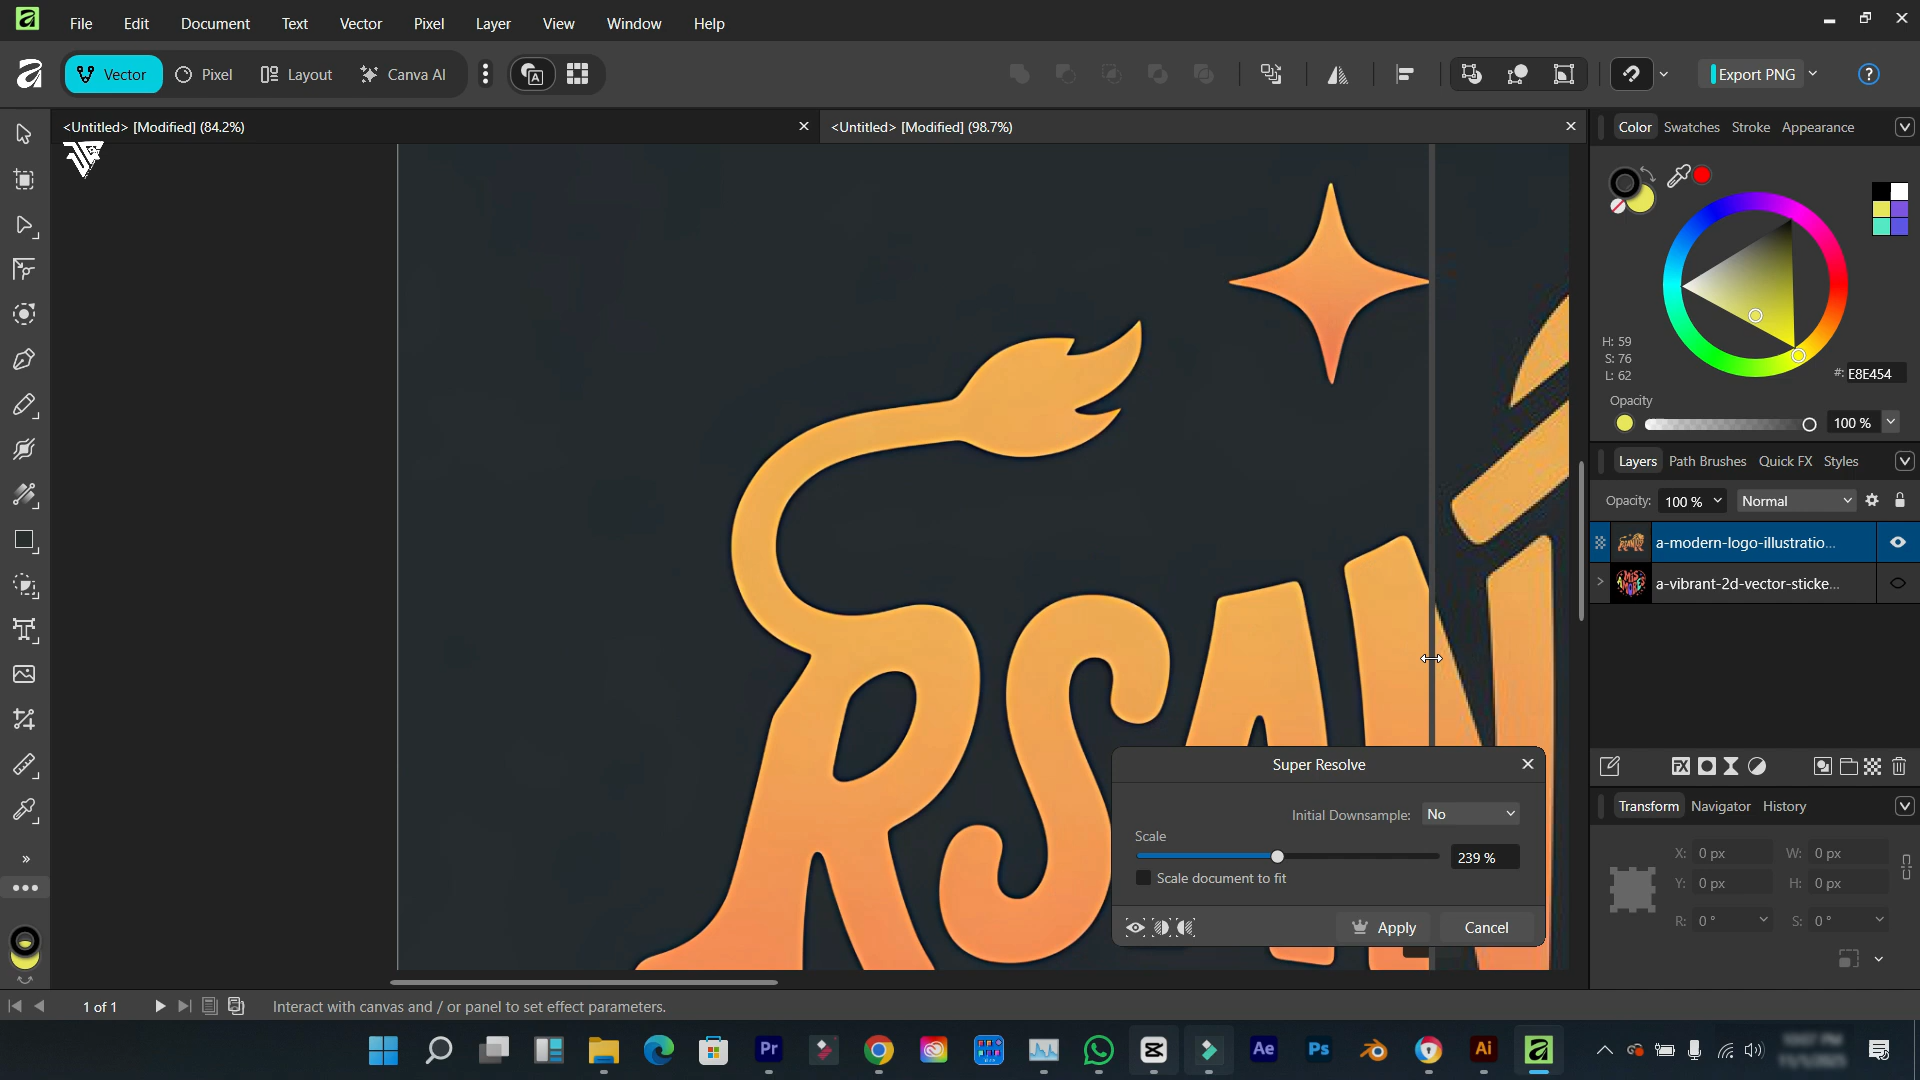 File Edit Document Text Vector Pixel Layer View Window Help
Vector Pixel Layout Canva AI Export PNG
<Untitled> [Modified] (84.2%) <Untitled> [Modified] (98.7%)
Color Swatches Stroke Appearance
H: 59
S: 76
L: 62
#: E8E454
Opacity
100 %
Layers Path Brushes Quick FX Styles
Opacity: 100 % Normal
a-modern-logo-illustratio...
a-vibrant-2d-vector-sticke...
RSAN
Super Resolve
Initial Downsample: No
Scale
239 %
Scale document to fit
Apply Cancel
Transform Navigator History
X: 0 px W: 0 px
Y: 0 px H: 0 px
R: 0° S: 0°
1 of 1 Interact with canvas and / or panel to set effect parameters.
Pr Ae Ps Ai